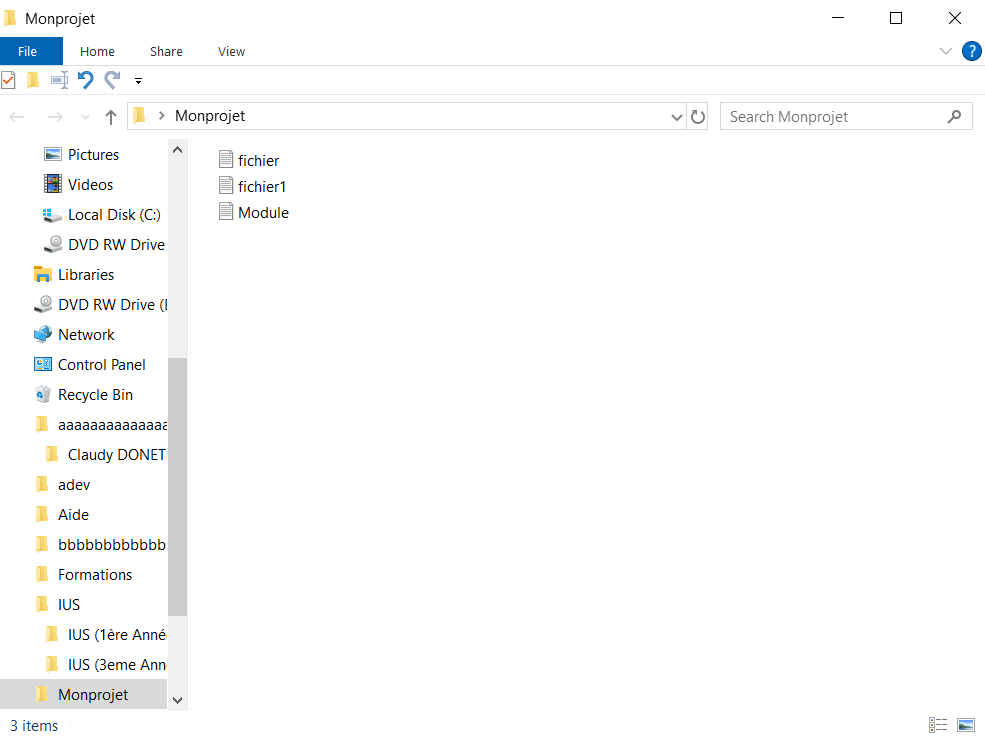 Monprojet
File Home Share View
?
Monprojet
Search Monprojet
Pictures
Videos
Local Disk (C:)
DVD RW Drive
Libraries
DVD RW Drive (
Network
Control Panel
Recycle Bin
aaaaaaaaaaaaaa
Claudy DONET
adev
Aide
bbbbbbbbbbbb
Formations
IUS
IUS (1ère Anné
IUS (3eme Ann
Monprojet
fichier
fichier1
Module
3 items